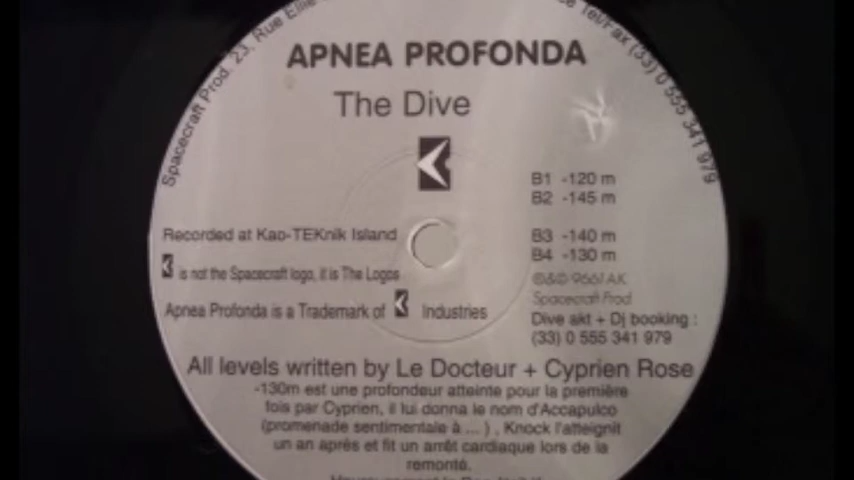 Spacecraft Prod. 23, Rue Elie
Tel/Fax (33) 0 555 341 979
APNEA PROFONDA
The Dive
B1 -120 m
B2 -145 m
Recorded at Kao-TEKnik Island
B3 -140 m
B4 -130 m
is not the Spacecraft logo, it is The Logos
Spacecraft Prod
Apnea Profonda is a Trademark of Industries
Dive akt + Dj booking :
(33) 0 555 341 979
All levels written by Le Docteur + Cyprien Rose
-130m est une profondeur atteinte pour la première
fois par Cyprien, il lui donna le nom d'Accapulco
(promenade sentimentale à ... ) , Knock l'atteignit
un an après et fit un arrêt cardiaque lors de la
remonté.